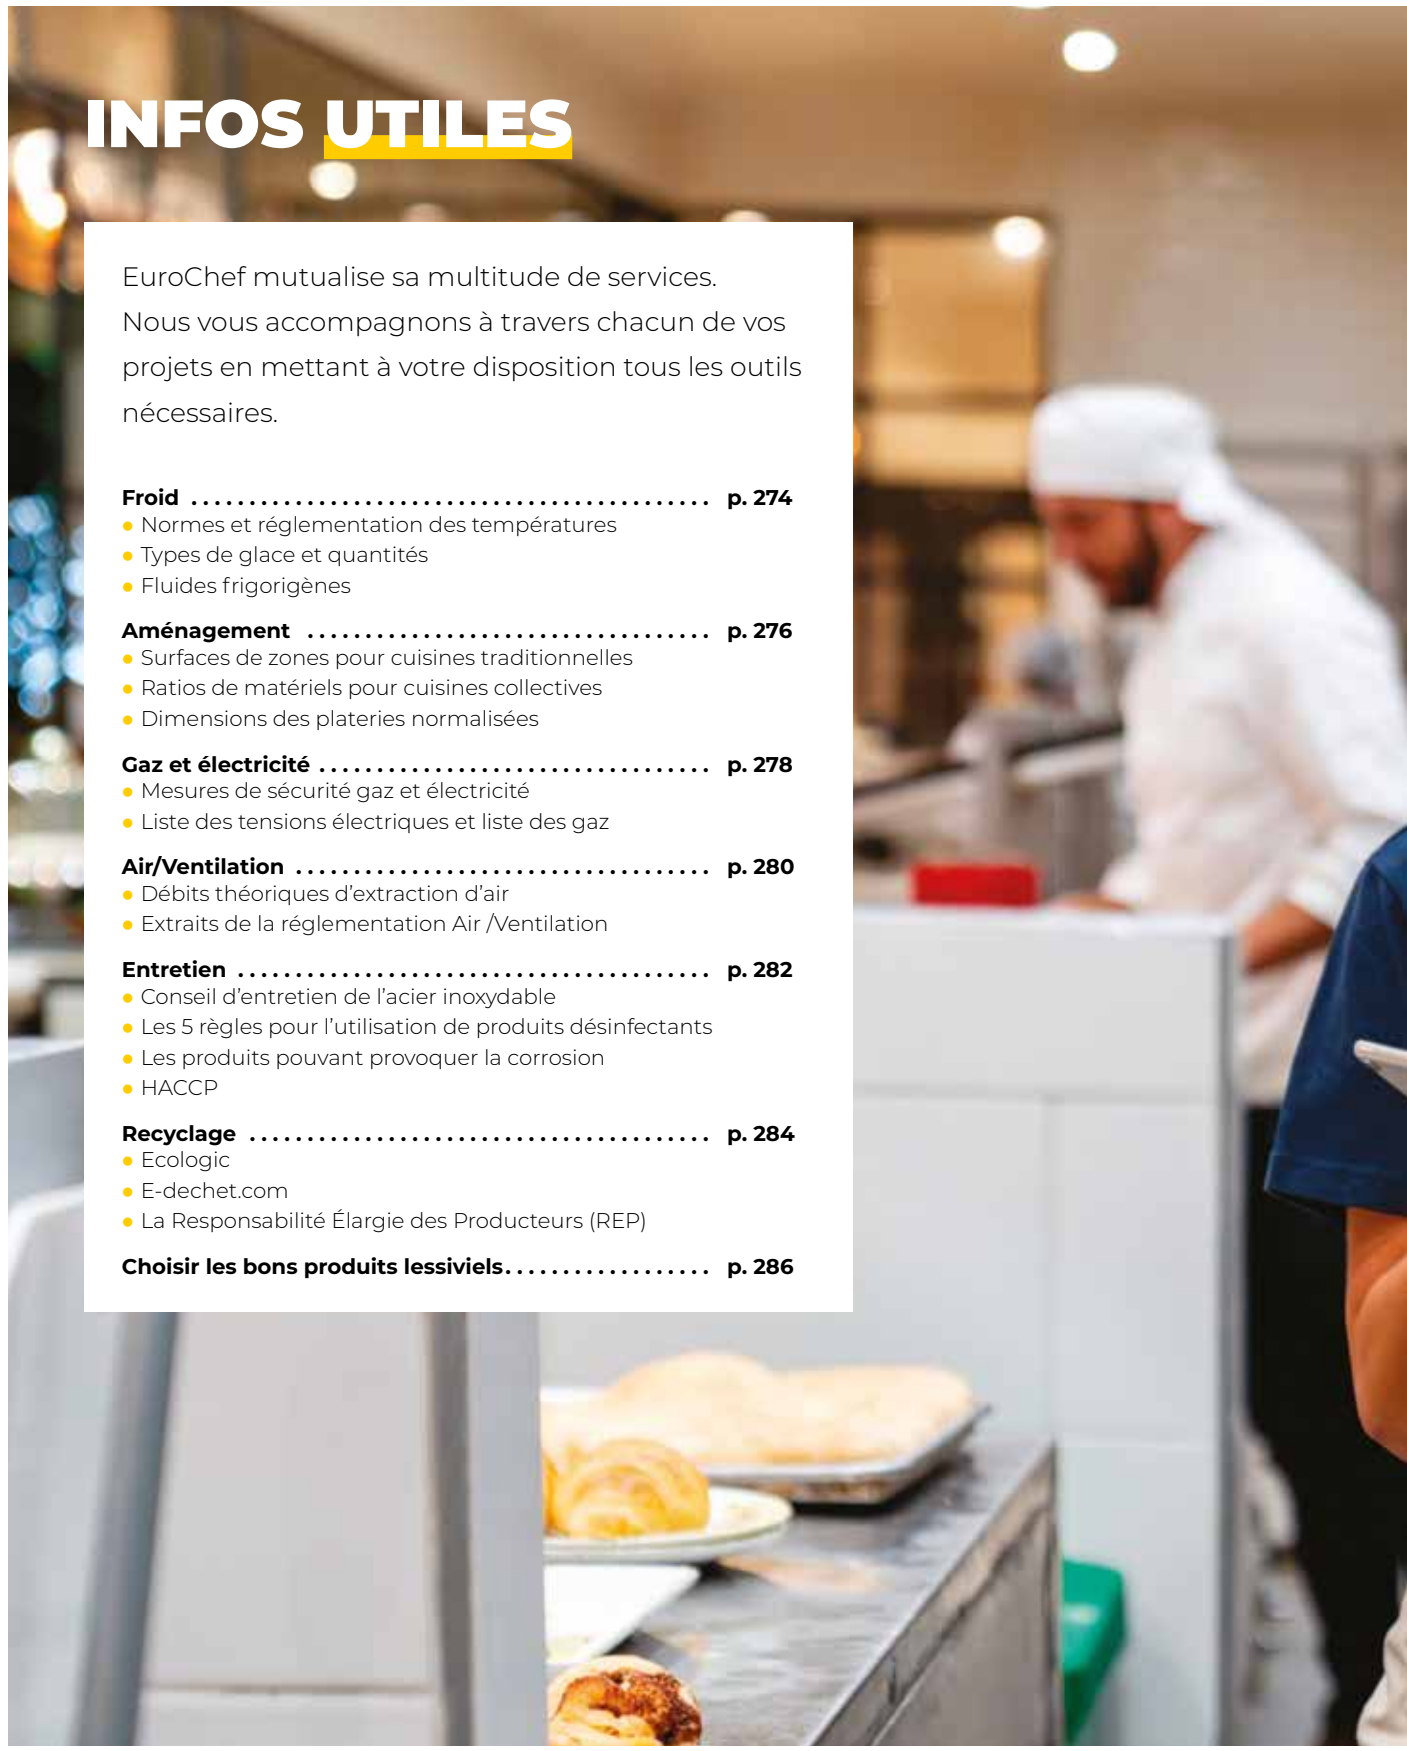 INFOS UTILES
EuroChef mutualise sa multitude de services.
Nous vous accompagnons à travers chacun de vos
projets en mettant à votre disposition tous les outils
nécessaires.
Froid ............................................. p. 274
• Normes et réglementation des températures
• Types de glace et quantités
• Fluides frigorigènes
Aménagement ................................... p. 276
• Surfaces de zones pour cuisines traditionnelles
• Ratios de matériels pour cuisines collectives
• Dimensions des plateries normalisées
Gaz et électricité .................................. p. 278
• Mesures de sécurité gaz et électricité
• Liste des tensions électriques et liste des gaz
Air/Ventilation .................................... p. 280
• Débits théoriques d’extraction d’air
• Extraits de la réglementation Air /Ventilation
Entretien ......................................... p. 282
• Conseil d’entretien de l’acier inoxydable
• Les 5 règles pour l’utilisation de produits désinfectants
• Les produits pouvant provoquer la corrosion
• HACCP
Recyclage ........................................ p. 284
• Ecologic
• E-dechet.com
• La Responsabilité Élargie des Producteurs (REP)
Choisir les bons produits lessiviels.................. p. 286